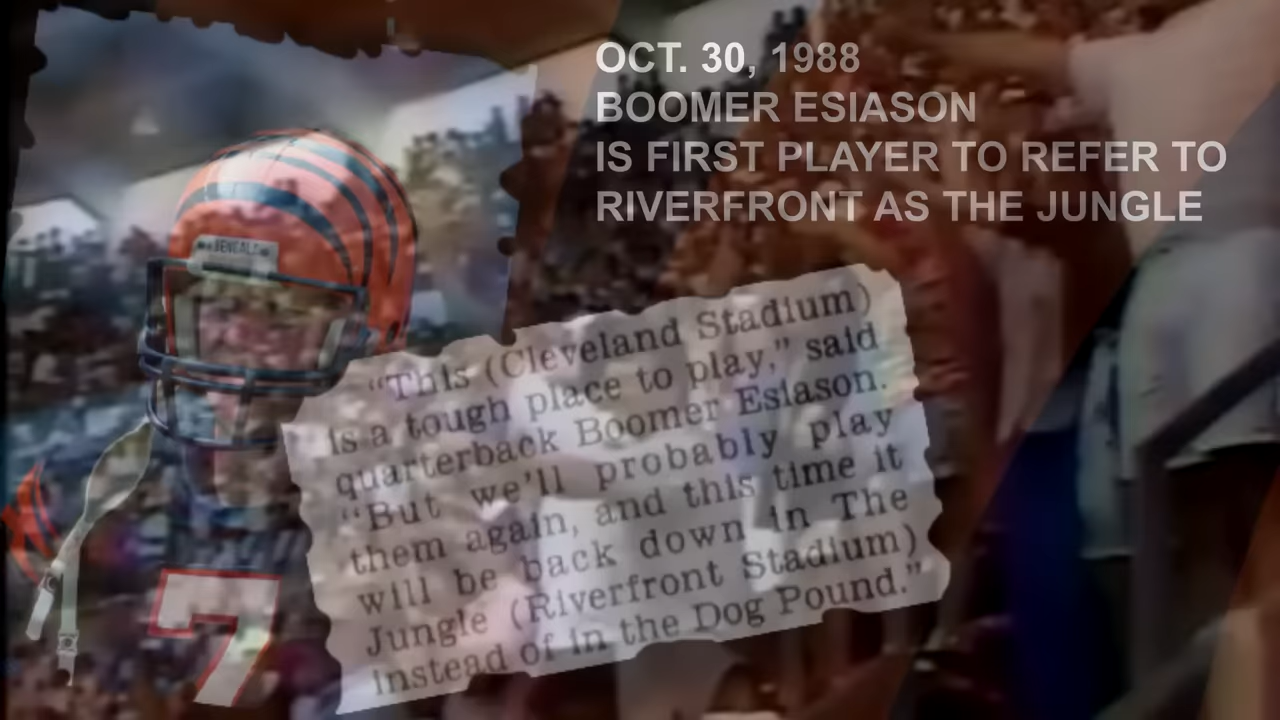 OCT. 30, 1988
BOOMER ESIASON
IS FIRST PLAYER TO REFER TO
RIVERFRONT AS THE JUNGLE
BENGALS
"This (Cleveland Stadium)
is a tough place to play," said
quarterback Boomer Esiason.
"But we'll probably play
them again, and this time it
will be back down in The
Jungle (Riverfront Stadium)
instead of in the Dog Pound."
7